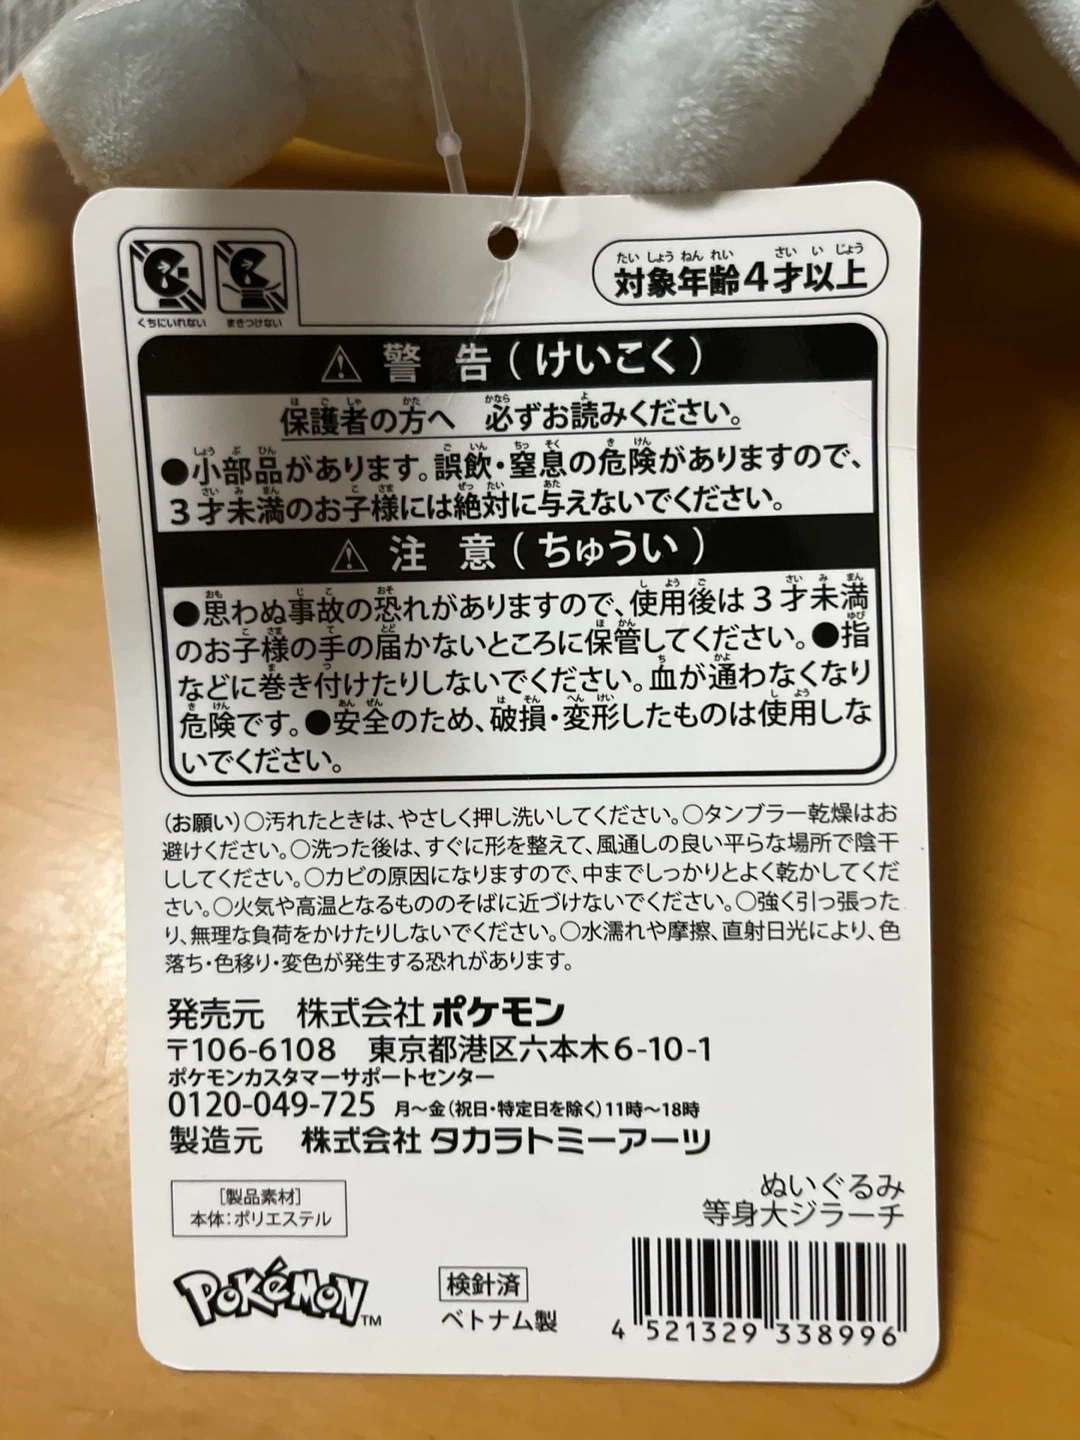 くちにいれない まきつけない
対象年齢4才以上
⚠ 警 告(けいこく)
保護者の方へ 必ずお読みください。
●小部品があります。誤飲・窒息の危険がありますので、
3才未満のお子様には絶対に与えないでください。
⚠ 注 意(ちゅうい)
●思わぬ事故の恐れがありますので、使用後は3才未満
のお子様の手の届かないところに保管してください。●指
などに巻き付けたりしないでください。血が通わなくなり
危険です。●安全のため、破損・変形したものは使用しな
いでください。
(お願い)○汚れたときは、やさしく押し洗いしてください。○タンブラー乾燥はお
避けください。○洗った後は、すぐに形を整えて、風通しの良い平らな場所で陰干
ししてください。○カビの原因になりますので、中までしっかりとよく乾かしてくだ
さい。○火気や高温となるもののそばに近づけないでください。○強く引っ張った
り、無理な負荷をかけたりしないでください。○水濡れや摩擦、直射日光により、色
落ち・色移り・変色が発生する恐れがあります。
発売元 株式会社ポケモン
〒106-6108 東京都港区六本木6-10-1
ポケモンカスタマーサポートセンター
0120-049-725 月〜金(祝日・特定日を除く)11時〜18時
製造元 株式会社タカラトミーアーツ
[製品素材]
本体:ポリエステル
ぬいぐるみ
等身大ジラーチ
POKéMON™
検針済
ベトナム製
4 521329 338996